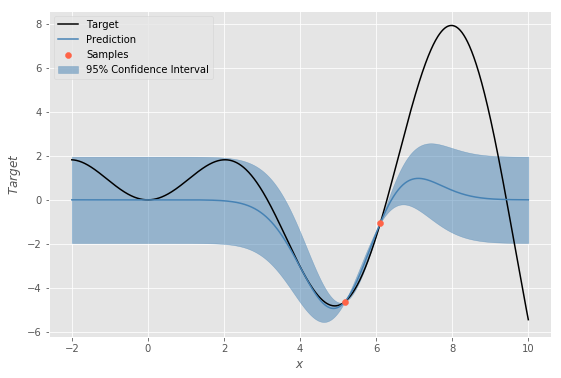 8
6
4
2
0
−2
−4
−6
−2
0
2
4
6
8
10
Target
x
Target
Prediction
Samples
95% Confidence Interval